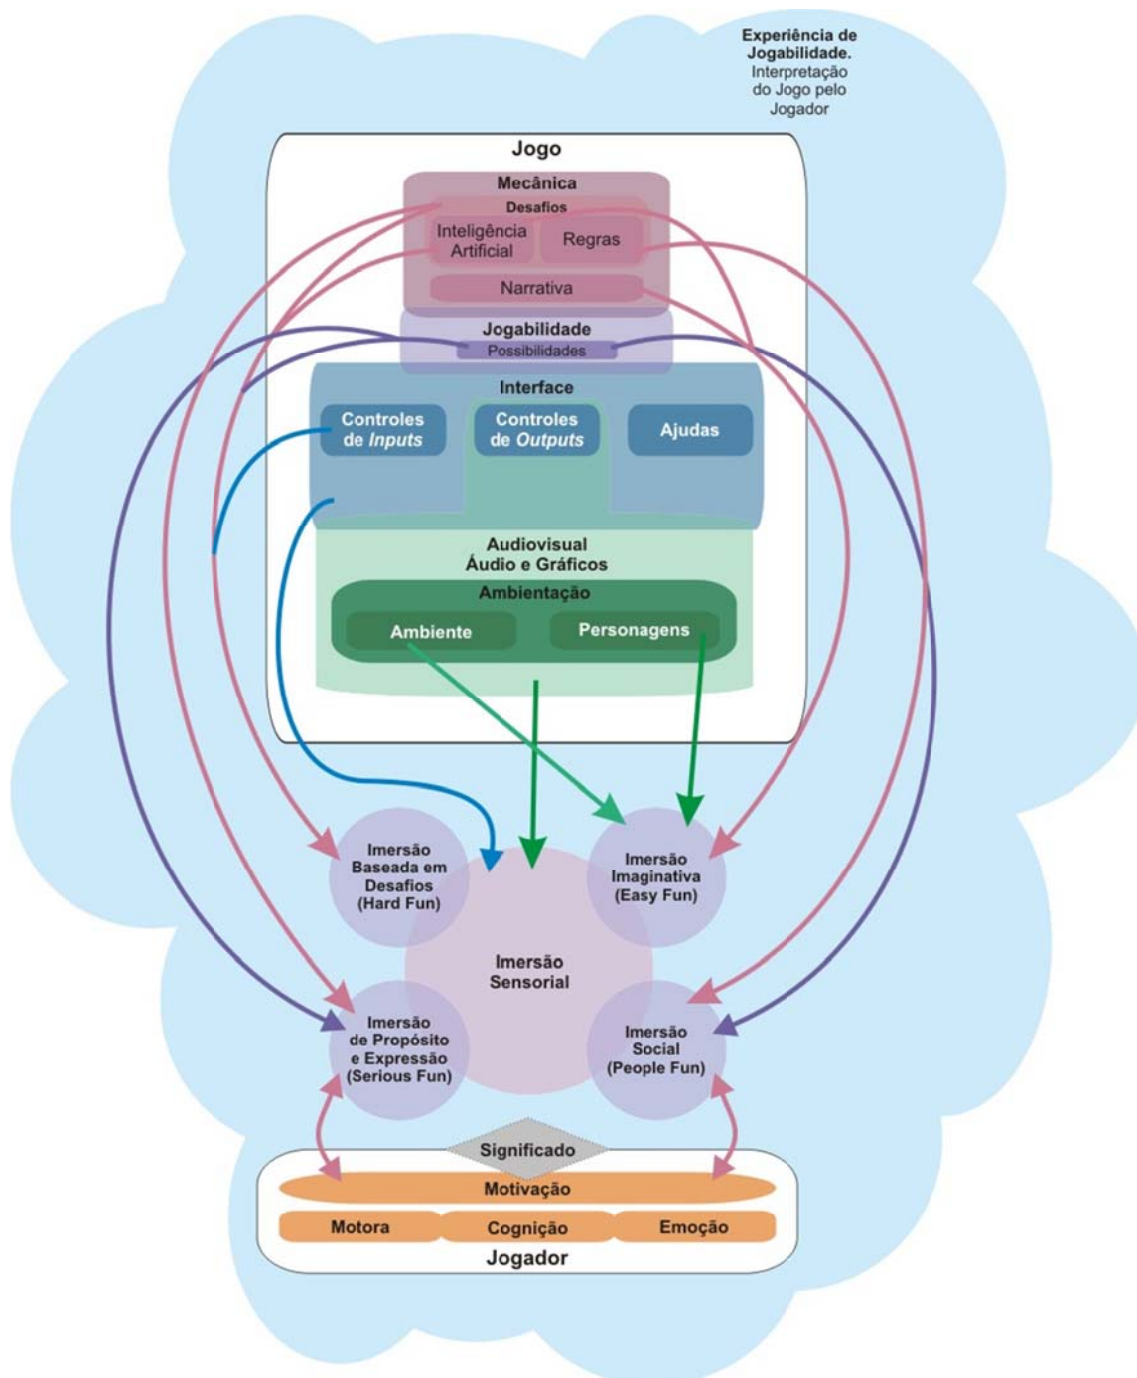 Experiência de
Jogabilidade.
Interpretação
do Jogo pelo
Jogador
Jogo
Mecânica
Desafios
Inteligência
Artificial
Regras
Narrativa
Jogabilidade
Possibilidades
Interface
Controles
de Inputs
Controles
de Outputs
Ajudas
Audiovisual
Áudio e Gráficos
Ambientação
Ambiente
Personagens
Imersão
Baseada em
Desafios
(Hard Fun)
Imersão
Imaginativa
(Easy Fun)
Imersão
Sensorial
Imersão
de Propósito
e Expressão
(Serious Fun)
Imersão
Social
(People Fun)
Significado
Motivação
Motora
Cognição
Emoção
Jogador